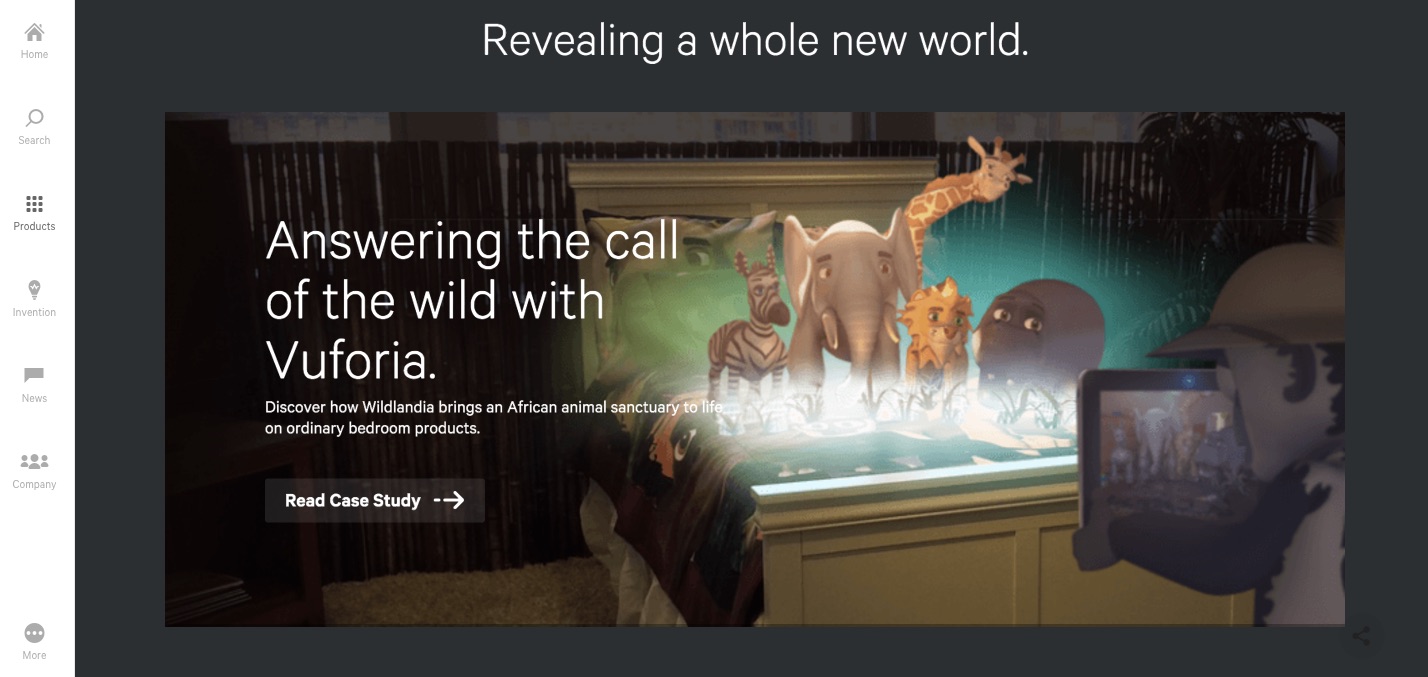 Home
Search
Products
Invention
News
Company
More
Revealing a whole new world.
Answering the call
of the wild with
Vuforia.
Discover how Wildlandia brings an African animal sanctuary to life
on ordinary bedroom products.
Read Case Study